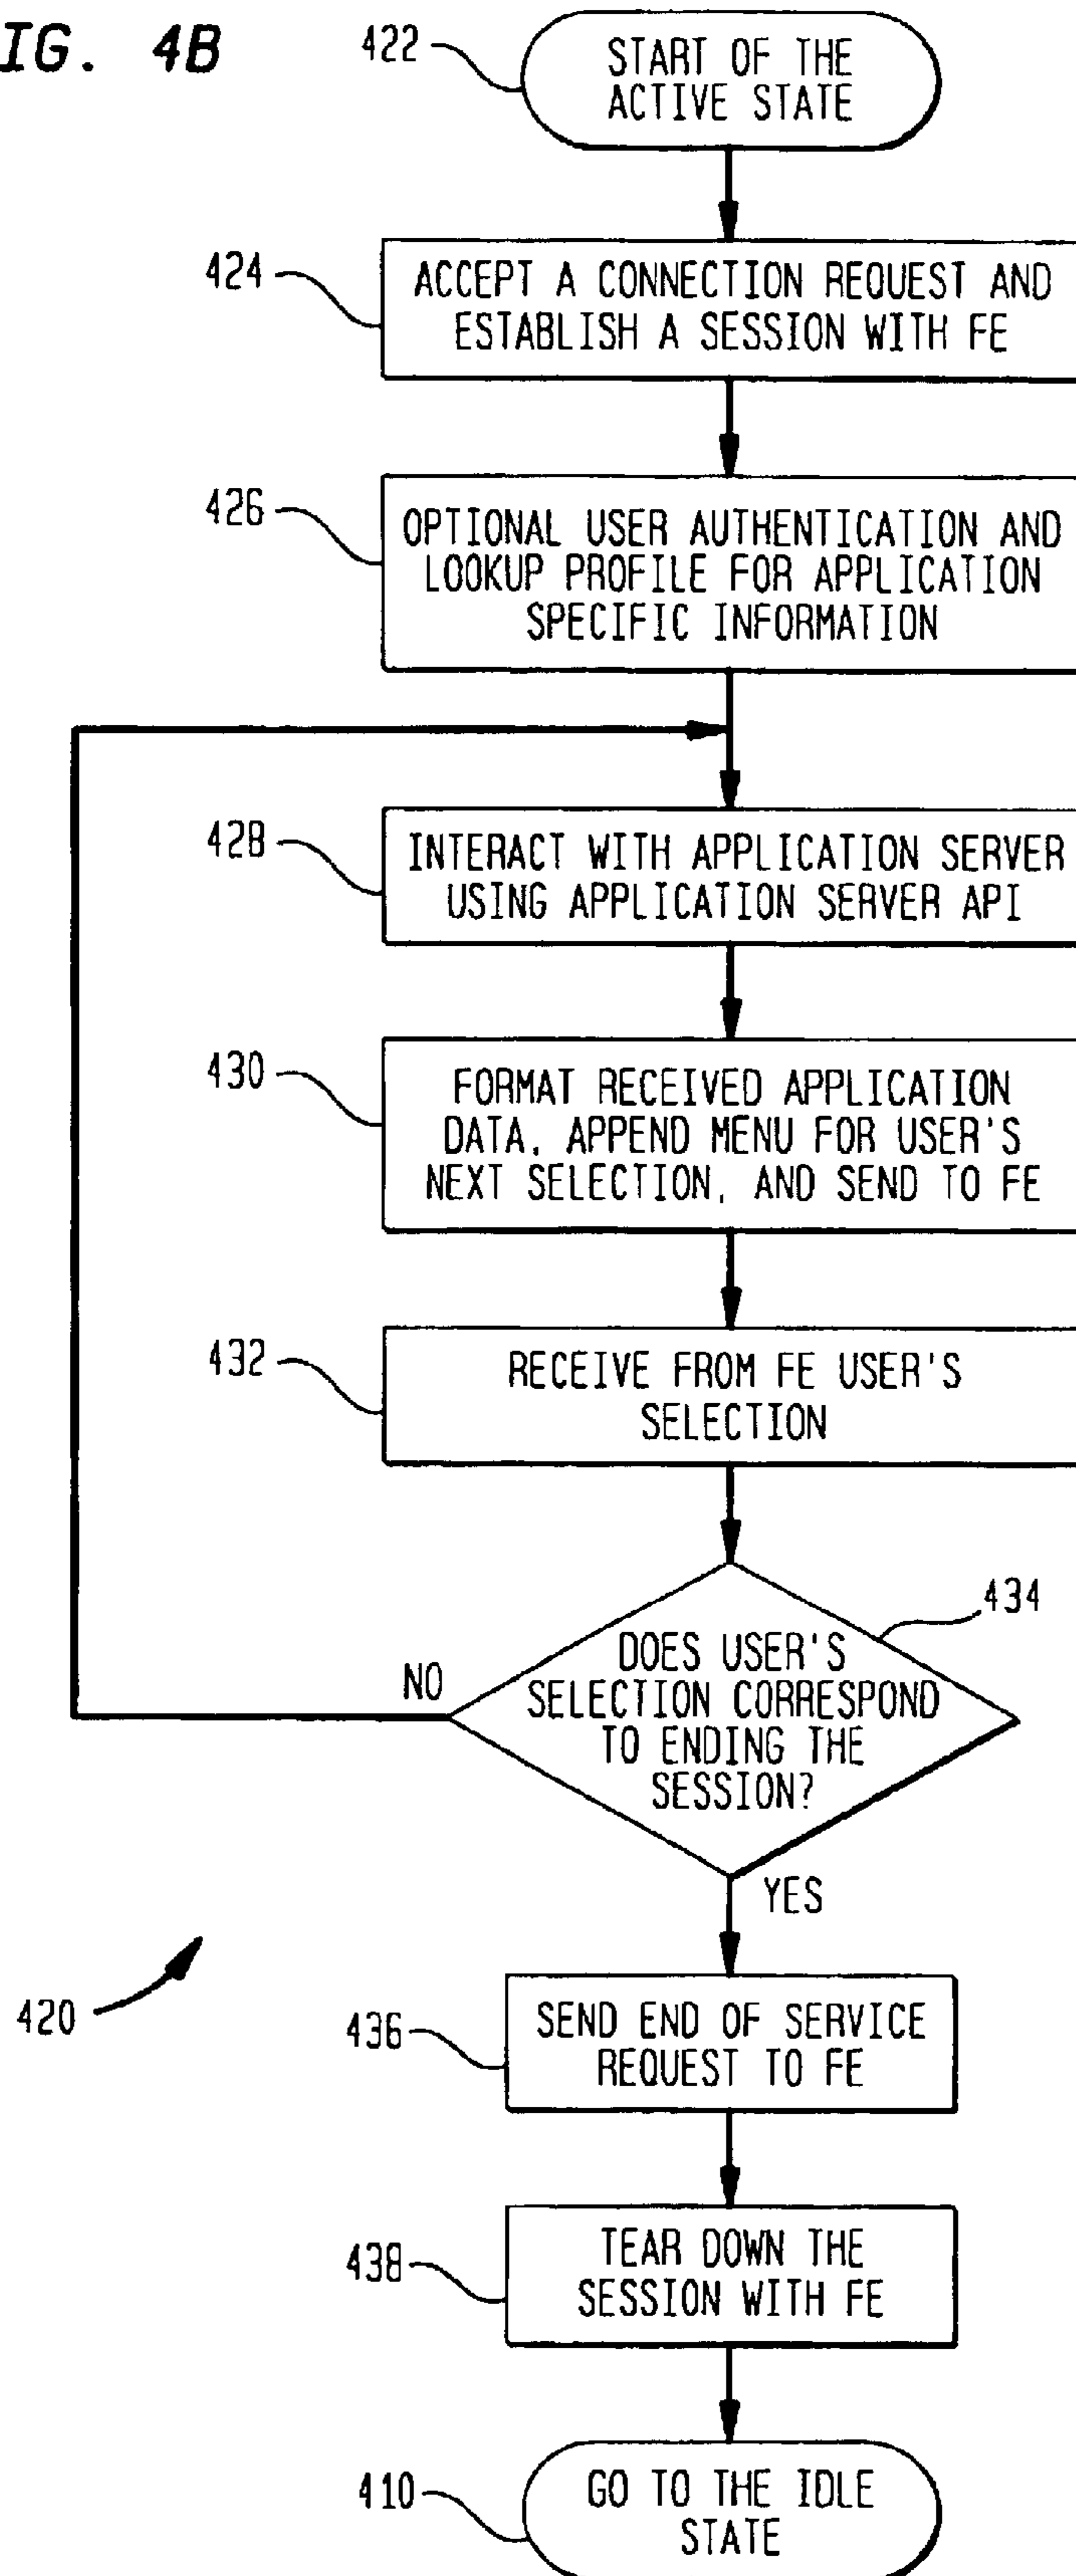 IG. 4B
422
START OF THE
ACTIVE STATE
424
ACCEPT A CONNECTION REQUEST AND
ESTABLISH A SESSION WITH FE
426
OPTIONAL USER AUTHENTICATION AND
LOOKUP PROFILE FOR APPLICATION
SPECIFIC INFORMATION
428
INTERACT WITH APPLICATION SERVER
USING APPLICATION SERVER API
430
FORMAT RECEIVED APPLICATION
DATA, APPEND MENU FOR USER'S
NEXT SELECTION, AND SEND TO FE
432
RECEIVE FROM FE USER'S
SELECTION
434
DOES USER'S
SELECTION CORRESPOND
TO ENDING THE
SESSION?
NO
YES
420
436
SEND END OF SERVICE
REQUEST TO FE
438
TEAR DOWN THE
SESSION WITH FE
410
GO TO THE IDLE
STATE